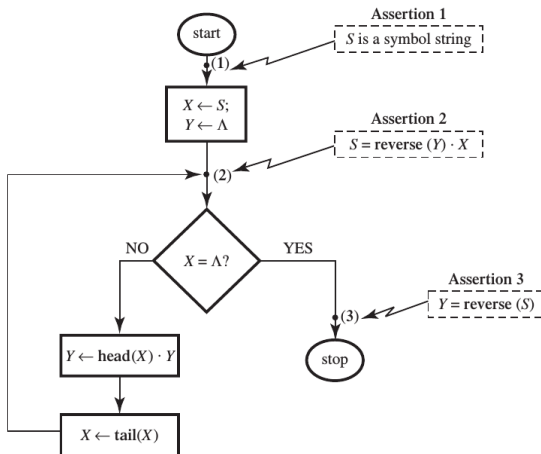 Assertion 1
start
S is a symbol string
(1)
X ← S;
Y ← Λ
Assertion 2
S = reverse (Y) · X
(2)
NO
X = Λ?
YES
Assertion 3
Y = reverse (S)
(3)
Y ← head(X) · Y
stop
X ← tail(X)